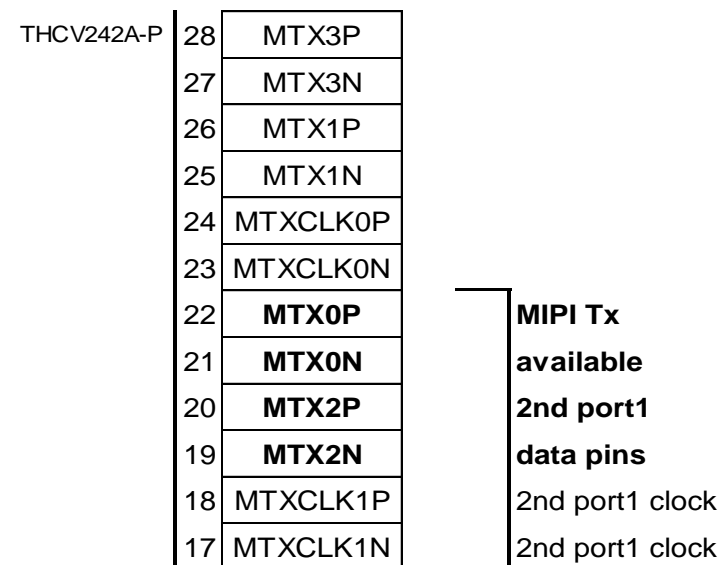 THCV242A-P 28 MTX3P
27 MTX3N
26 MTX1P
25 MTX1N
24 MTXCLK0P
23 MTXCLK0N
22 MTX0P MIPI Tx
21 MTX0N available
20 MTX2P 2nd port1
19 MTX2N data pins
18 MTXCLK1P 2nd port1 clock
17 MTXCLK1N 2nd port1 clock